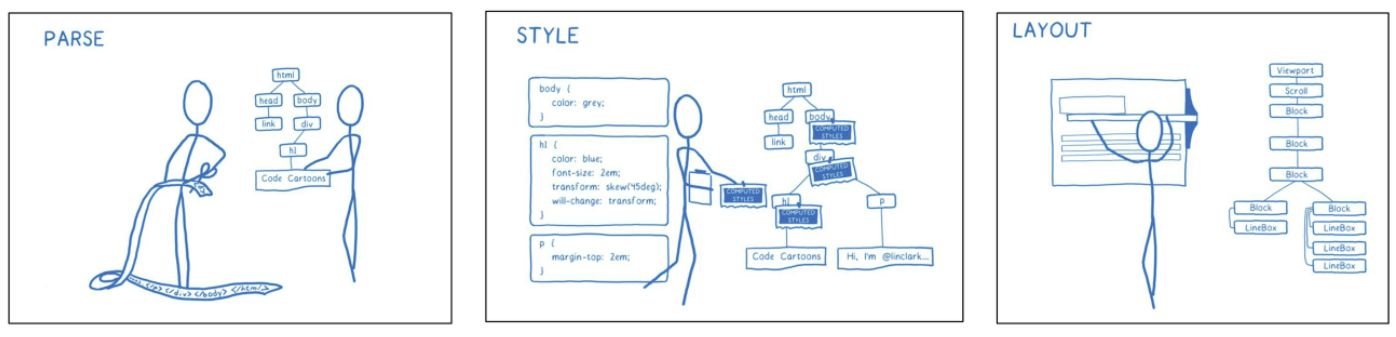 PARSE
html
head
body
link
div
hl
Code Cartoons
</div> </body> </html>
STYLE
body {
color: grey;
}
hl {
color: blue;
font-size: 2em;
transform: skew(45deg);
will-change: transform;
}
p {
margin-top: 2em;
}
COMPUTED STYLES
html
head
body
COMPUTED STYLES
link
div
COMPUTED STYLES
hl
COMPUTED STYLES
p
Code Cartoons
Hi, I'm @linclark...
LAYOUT
Viewport
Scroll
Block
Block
Block
Block
Block
LineBox
LineBox
LineBox
LineBox